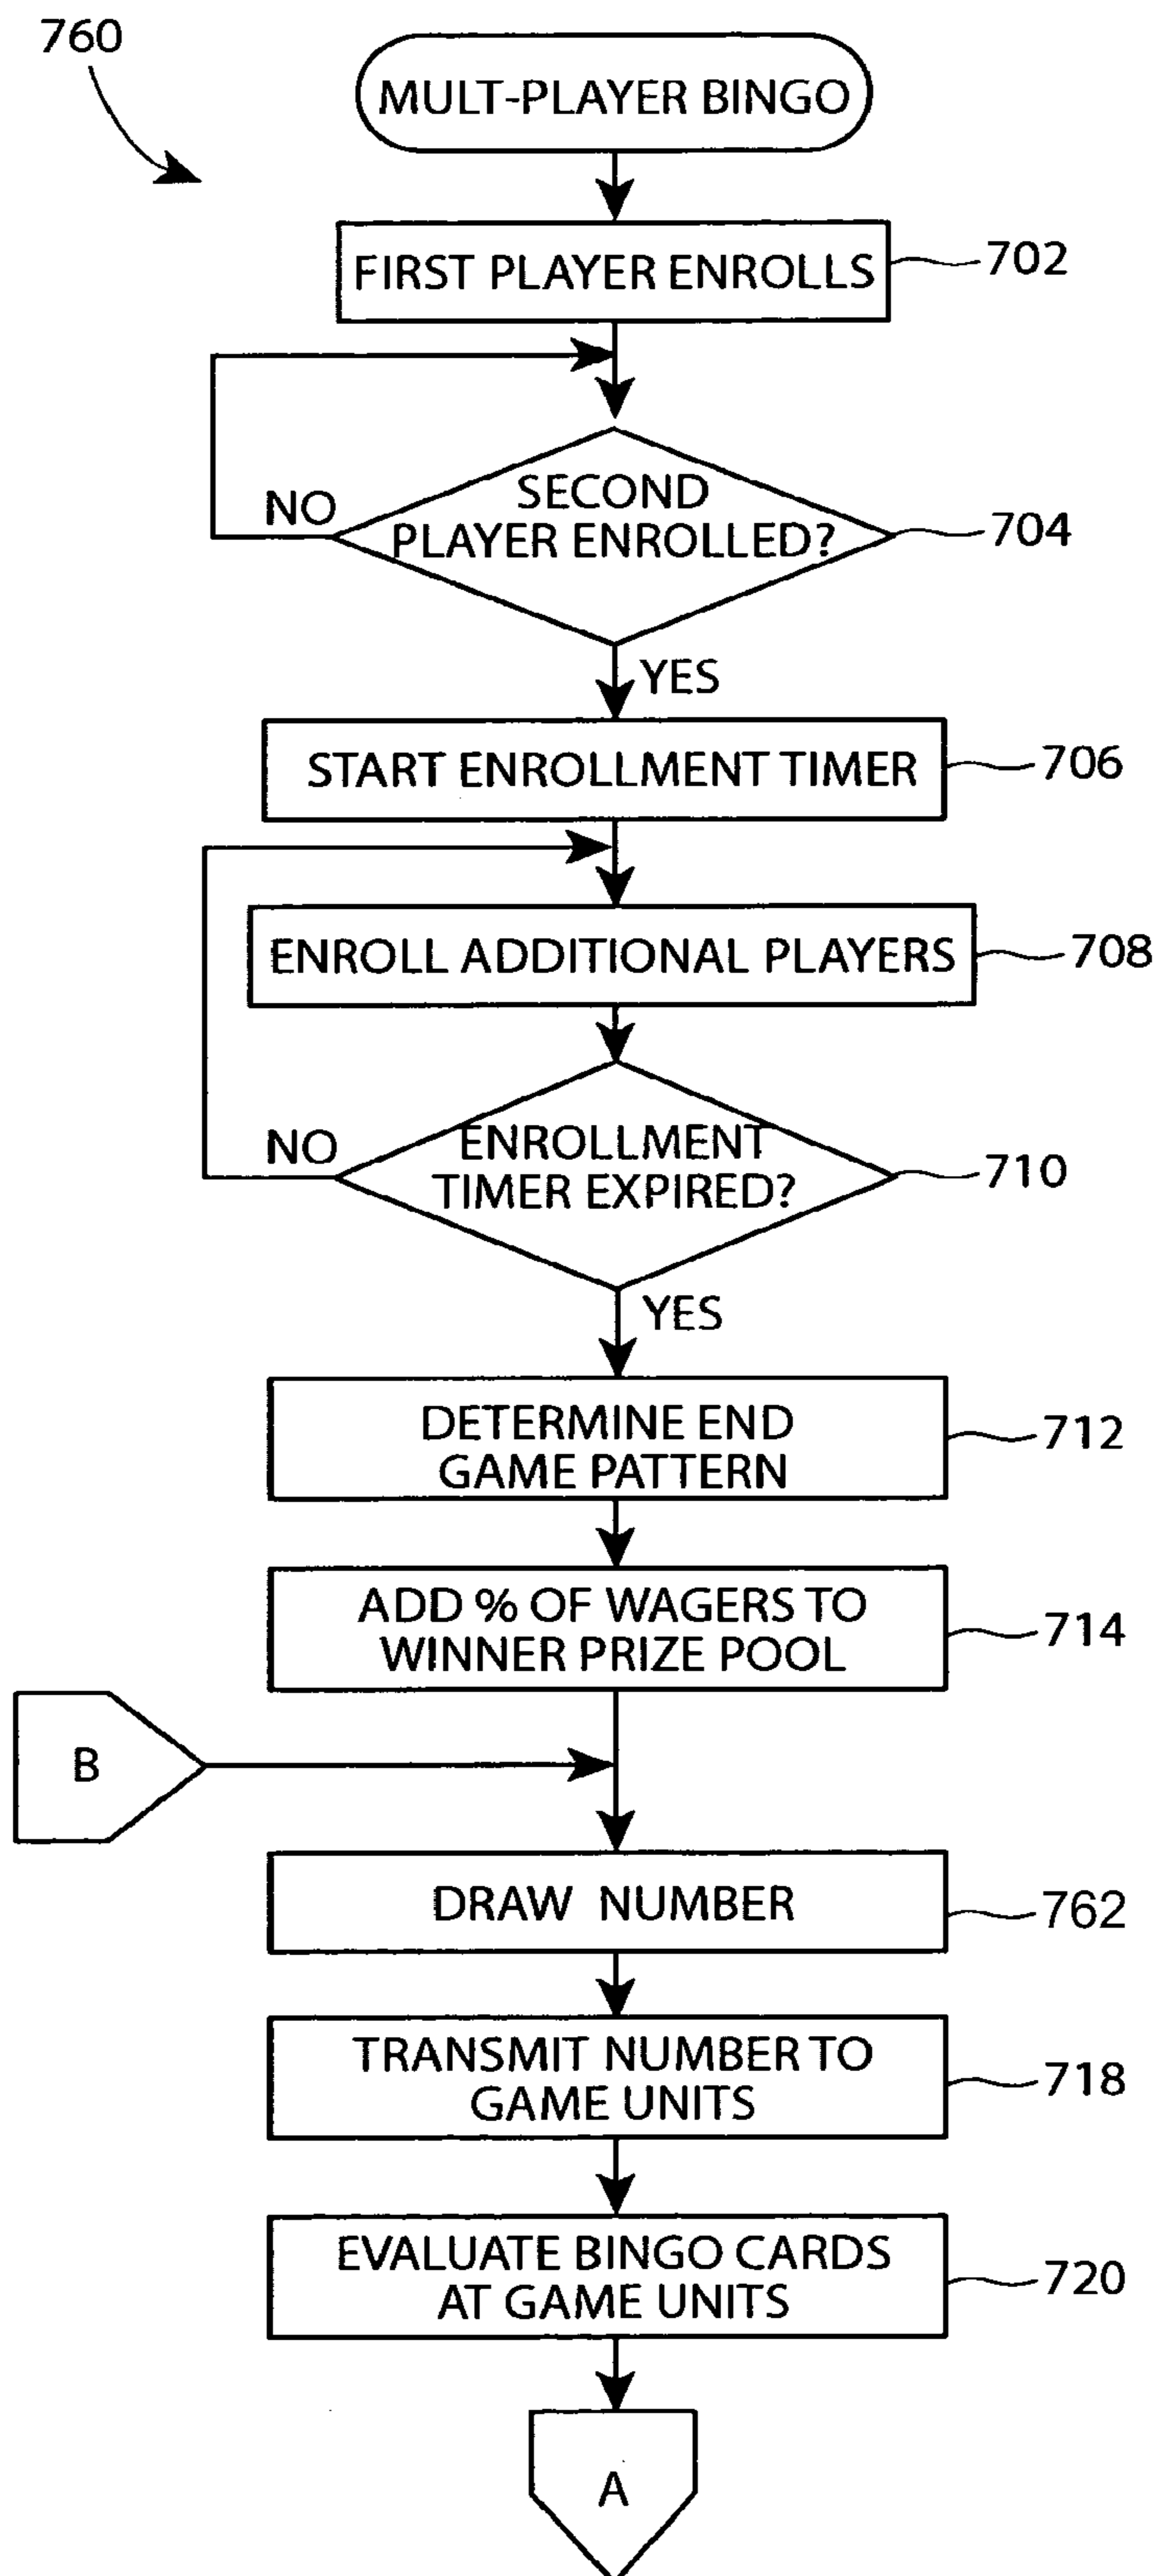 760
MULT-PLAYER BINGO
FIRST PLAYER ENROLLS
702
SECOND
PLAYER ENROLLED?
NO
704
YES
START ENROLLMENT TIMER
706
ENROLL ADDITIONAL PLAYERS
708
ENROLLMENT
TIMER EXPIRED?
NO
710
YES
DETERMINE END
GAME PATTERN
712
ADD % OF WAGERS TO
WINNER PRIZE POOL
714
B
DRAW NUMBER
762
TRANSMIT NUMBER TO
GAME UNITS
718
EVALUATE BINGO CARDS
AT GAME UNITS
720
A